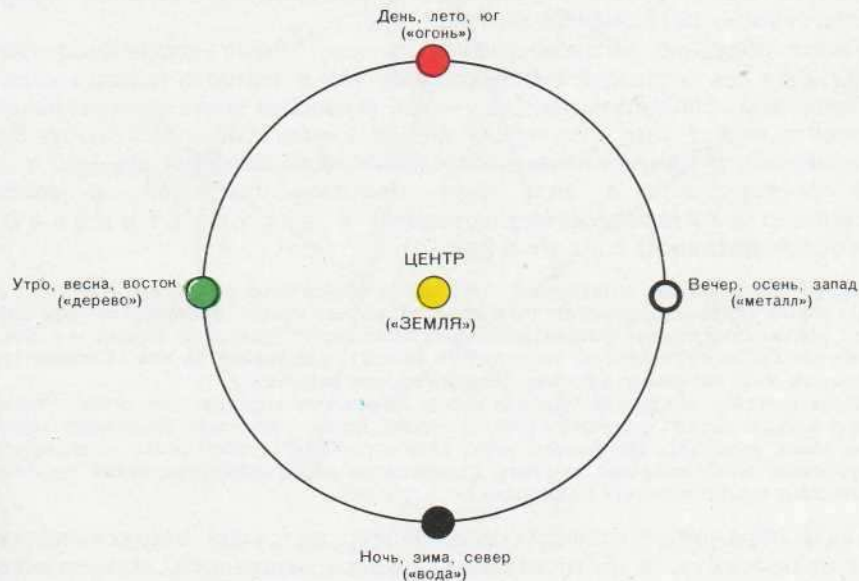 День, лето, юг
(«огонь»)
Утро, весна, восток
(«дерево»)
ЦЕНТР
(«ЗЕМЛЯ»)
Вечер, осень, запад
(«металл»)
Ночь, зима, север
(«вода»)